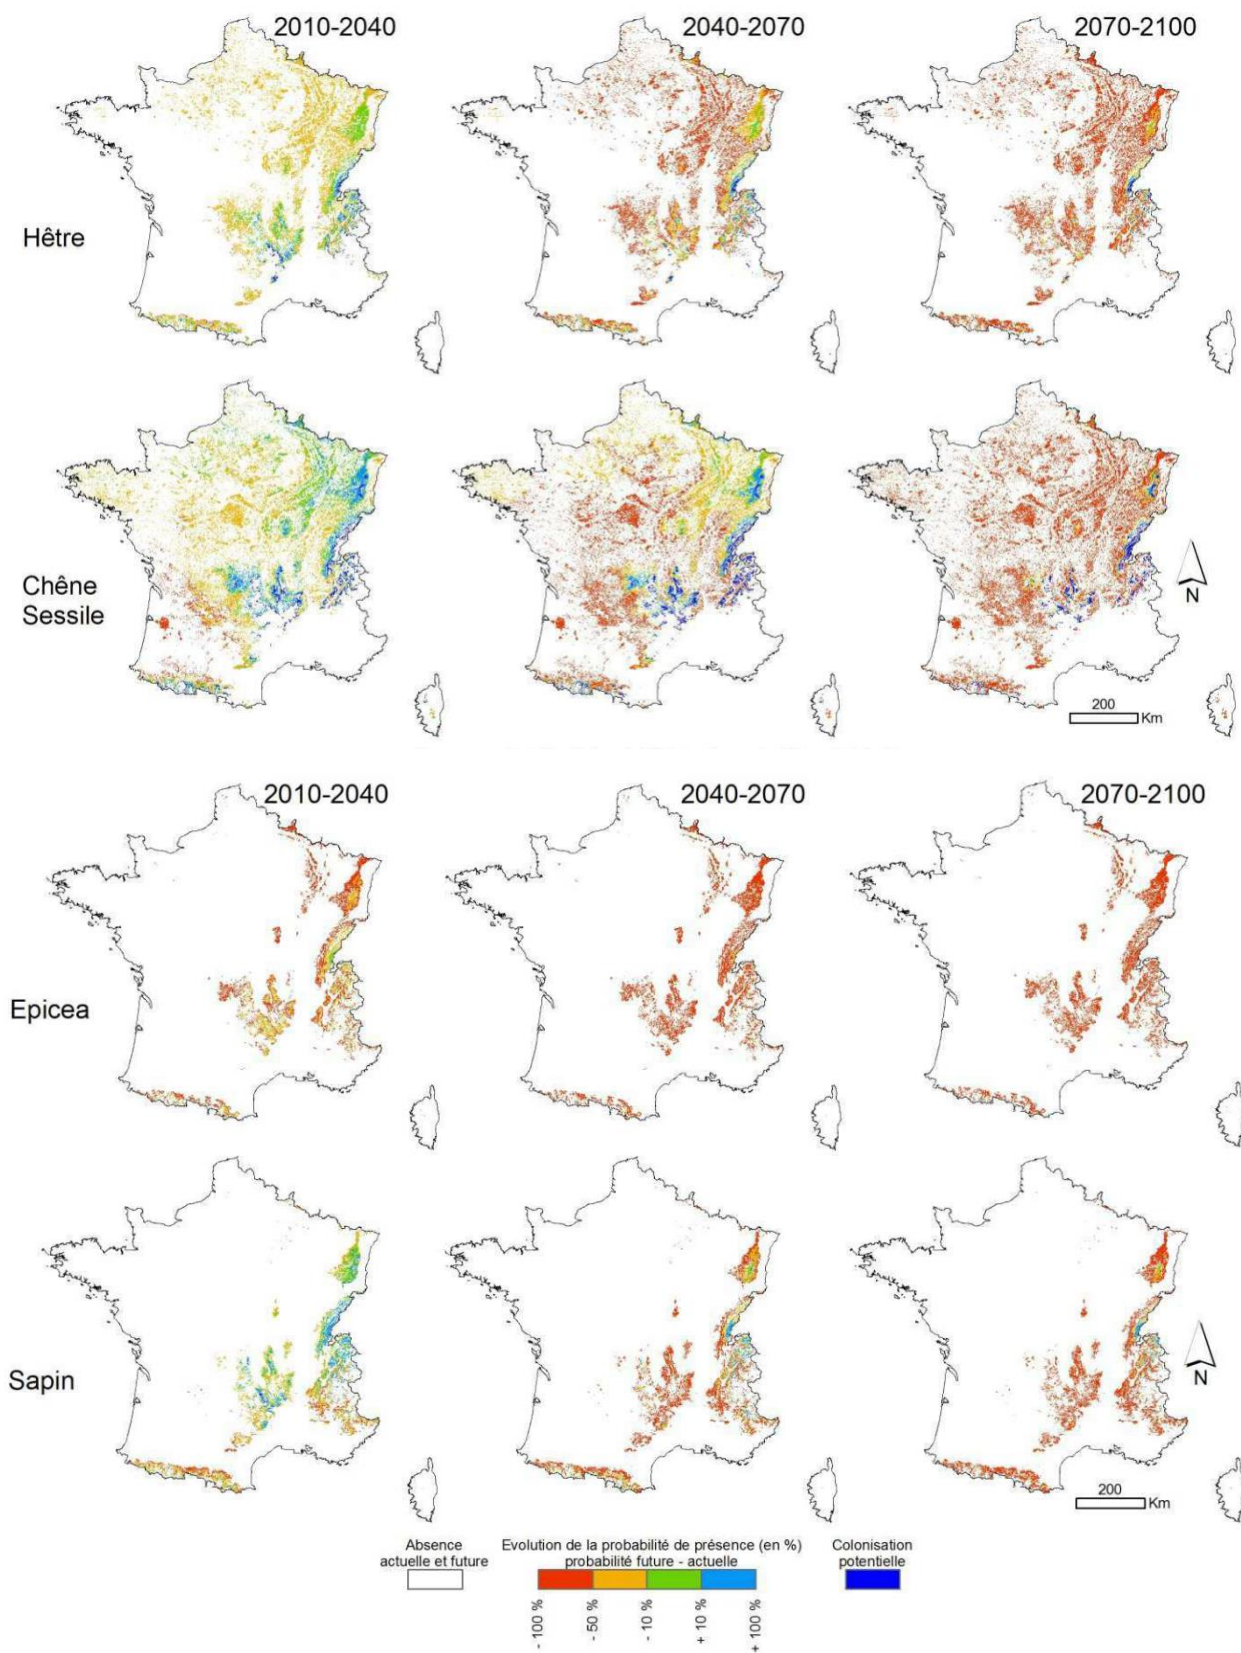 2010-2040
2040-2070
2070-2100
Hêtre
Chêne
Sessile
N
200
Km
2010-2040
2040-2070
2070-2100
Epicea
Sapin
N
200
Km
Absence
actuelle et future
Evolution de la probabilité de présence (en %)
probabilité future - actuelle
Colonisation
potentielle
- 100 %
- 50 %
- 10 %
+ 10 %
+ 100 %